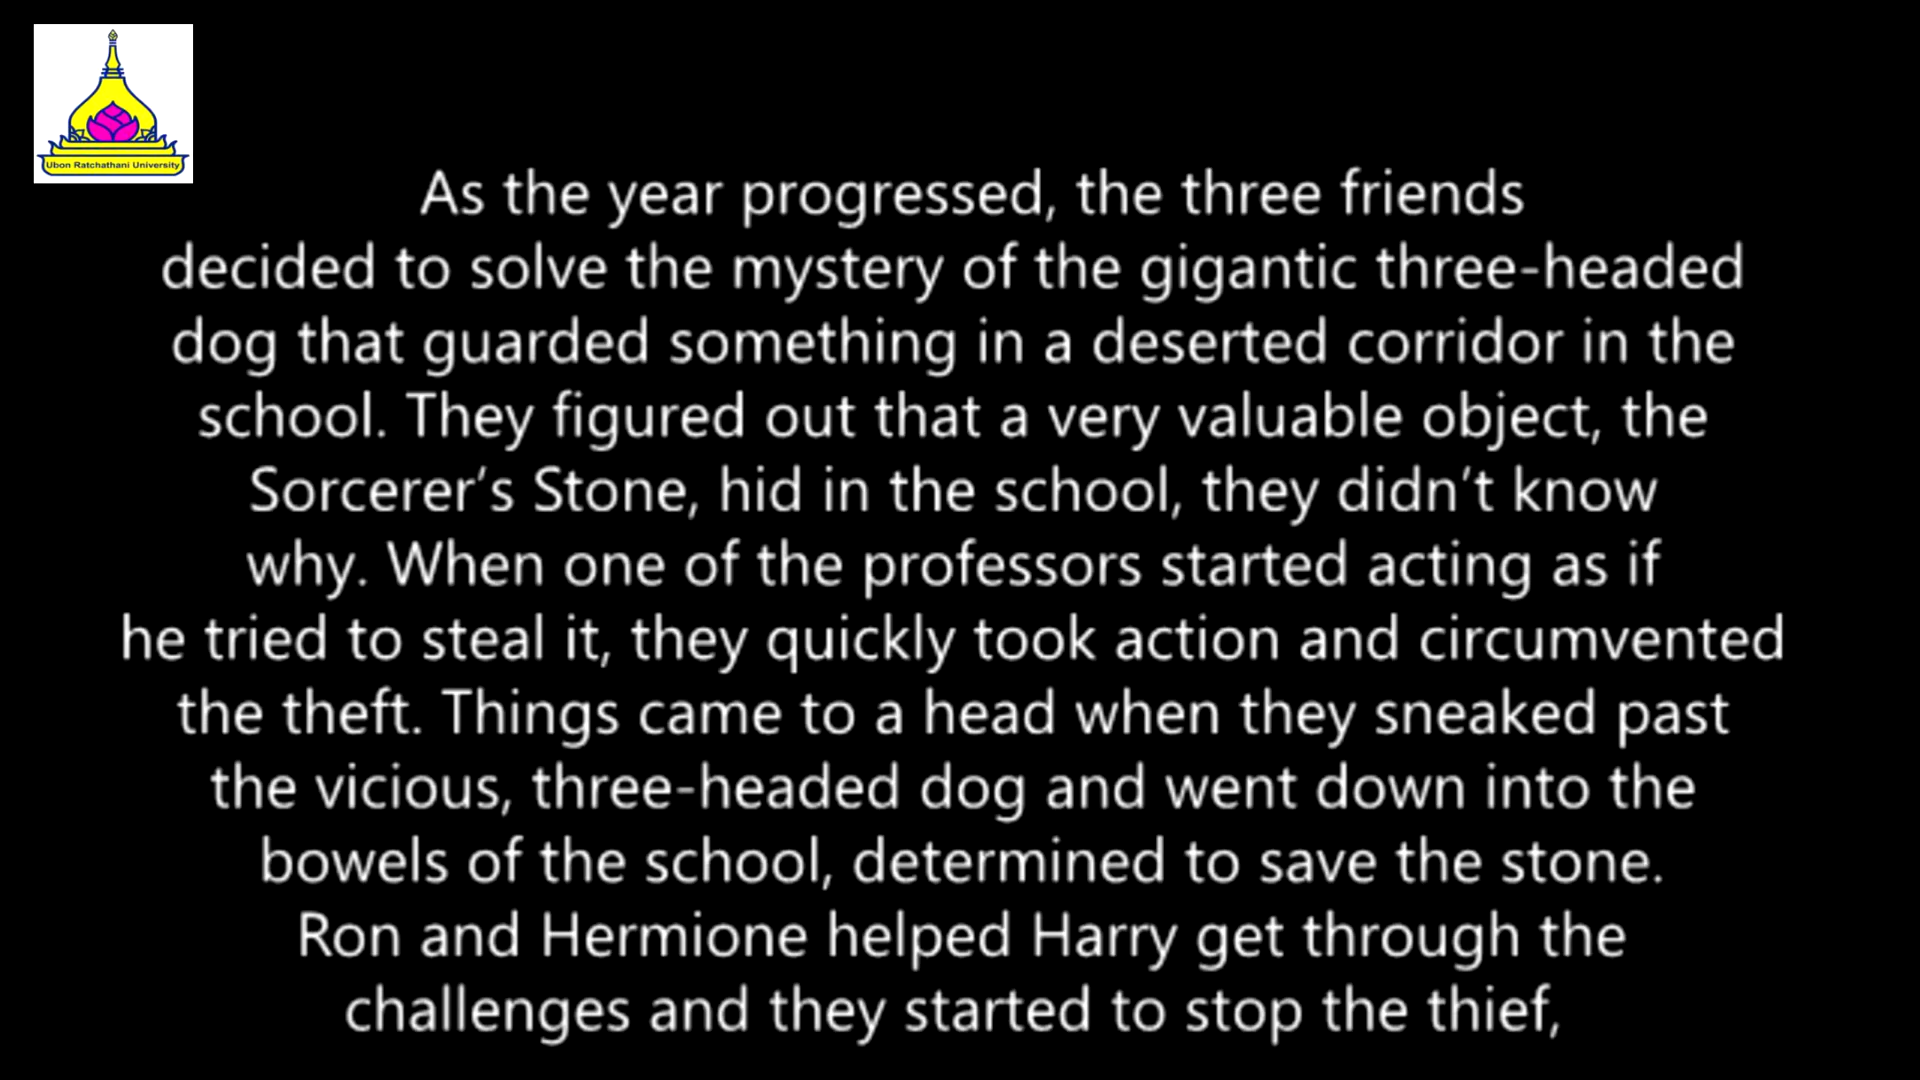 Ubon Ratchathani University
As the year progressed, the three friends
decided to solve the mystery of the gigantic three-headed
dog that guarded something in a deserted corridor in the
school. They figured out that a very valuable object, the
Sorcerer’s Stone, hid in the school, they didn’t know
why. When one of the professors started acting as if
he tried to steal it, they quickly took action and circumvented
the theft. Things came to a head when they sneaked past
the vicious, three-headed dog and went down into the
bowels of the school, determined to save the stone.
Ron and Hermione helped Harry get through the
challenges and they started to stop the thief,